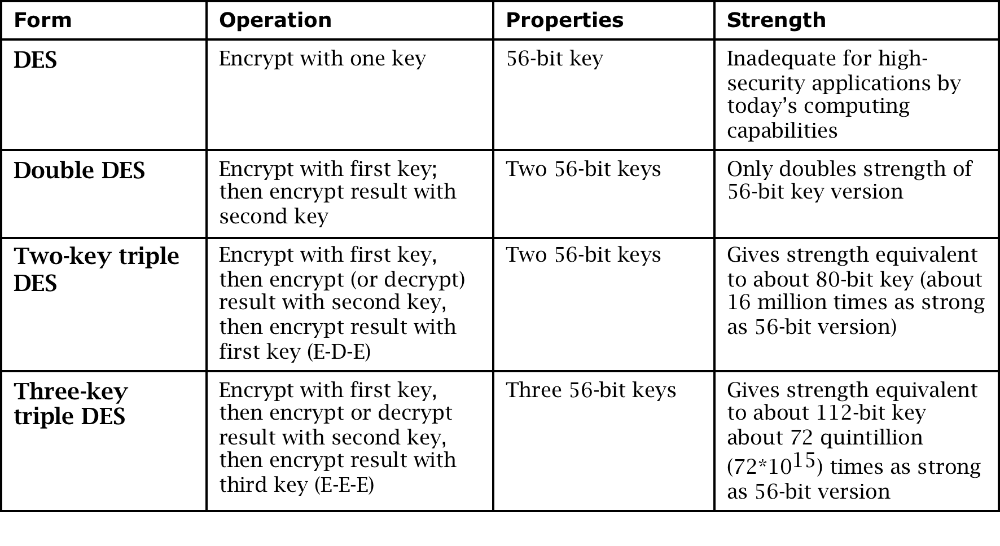 Form
Operation
Properties
Strength
DES
Encrypt with one key
56-bit key
Inadequate for high-
security applications by
today’s computing
capabilities
Double DES
Encrypt with first key;
then encrypt result with
second key
Two 56-bit keys
Only doubles strength of
56-bit key version
Two-key triple
DES
Encrypt with first key,
then encrypt (or decrypt)
result with second key,
then encrypt result with
first key (E-D-E)
Two 56-bit keys
Gives strength equivalent
to about 80-bit key (about
16 million times as strong
as 56-bit version)
Three-key
triple DES
Encrypt with first key,
then encrypt or decrypt
result with second key,
then encrypt result with
third key (E-E-E)
Three 56-bit keys
Gives strength equivalent
to about 112-bit key
about 72 quintillion
(72*10¹⁵) times as strong
as 56-bit version